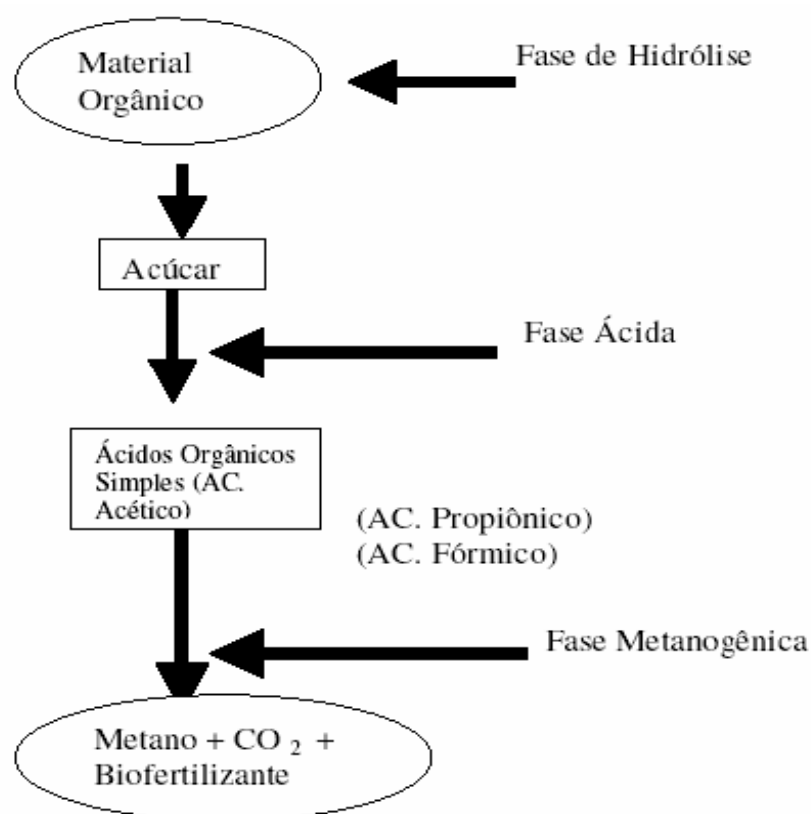 Material
Orgânico
Fase de Hidrólise
Acúcar
Fase Ácida
Ácidos Orgânicos
Simples (AC.
Acético)
(AC. Propiônico)
(AC. Fórmico)
Fase Metanogênica
Metano + CO 2 +
Biofertilizante